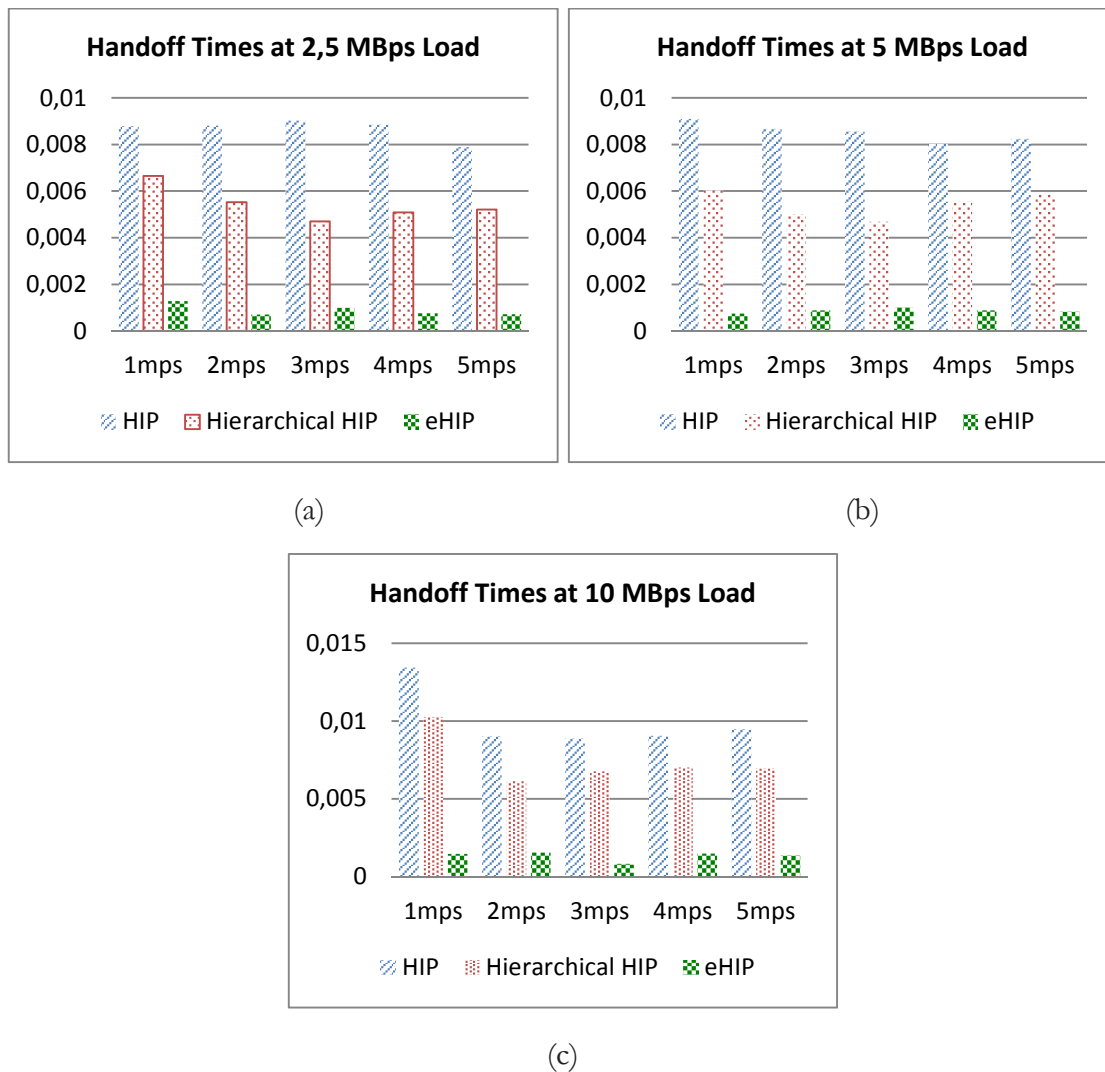 Handoff Times at 2,5 MBps Load
0,01
0,008
0,006
0,004
0,002
0
1mps 2mps 3mps 4mps 5mps
HIP Hierarchical HIP eHIP
(a)
Handoff Times at 5 MBps Load
0,01
0,008
0,006
0,004
0,002
0
1mps 2mps 3mps 4mps 5mps
HIP Hierarchical HIP eHIP
(b)
Handoff Times at 10 MBps Load
0,015
0,01
0,005
0
1mps 2mps 3mps 4mps 5mps
HIP Hierarchical HIP eHIP
(c)